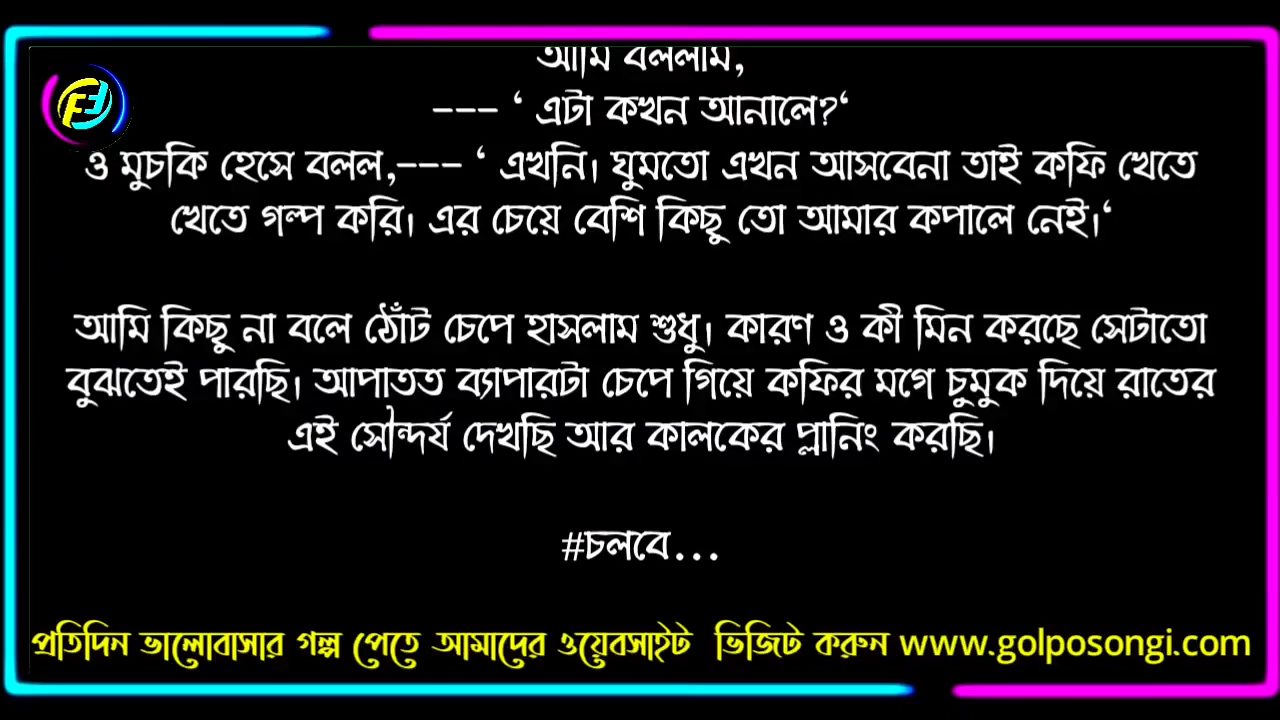 আমি বললাম,
--- ‘ এটা কখন আনালে?‘
ও মুচকি হেসে বলল,--- ‘ এখনি। ঘুমতো এখন আসবেনা তাই কফি খেতে
খেতে গল্প করি। এর চেয়ে বেশি কিছু তো আমার কপালে নেই।‘
আমি কিছু না বলে ঠোঁট চেপে হাসলাম শুধু। কারণ ও কী মিন করছে সেটাতো
বুঝতেই পারছি। আপাতত ব্যাপারটা চেপে গিয়ে কফির মগে চুমুক দিয়ে রাতের
এই সৌন্দর্য দেখছি আর কালকের প্লানিং করছি।
#চলবে...
প্রতিদিন ভালোবাসার গল্প পেতে আমাদের ওয়েবসাইট ভিজিট করুন www.golposongi.com